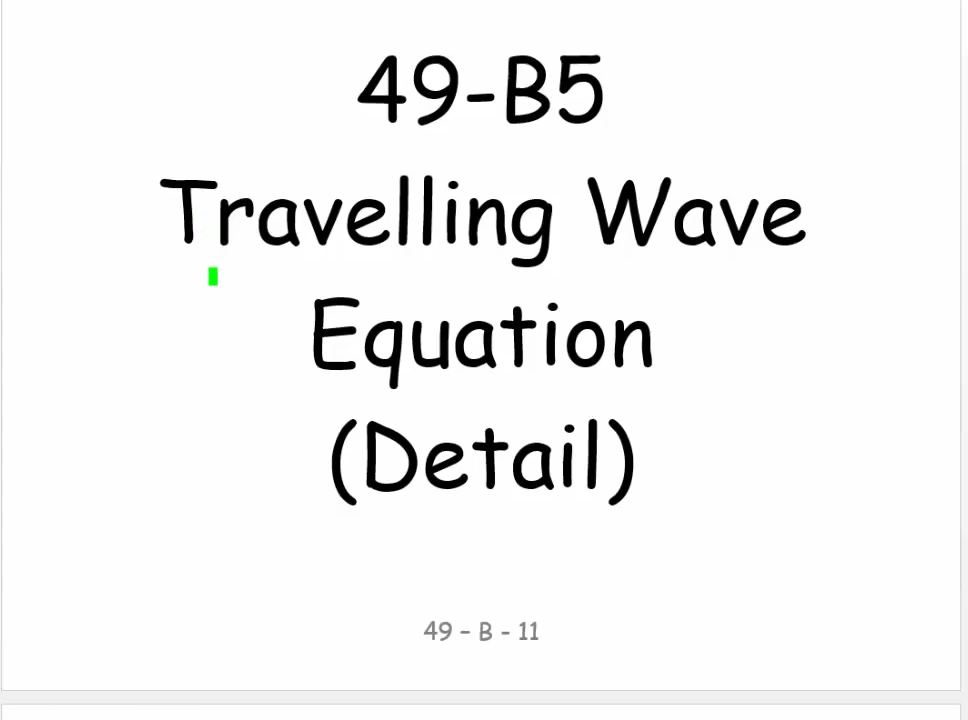 49-B5
Travelling Wave
Equation
(Detail)
49 - B - 11